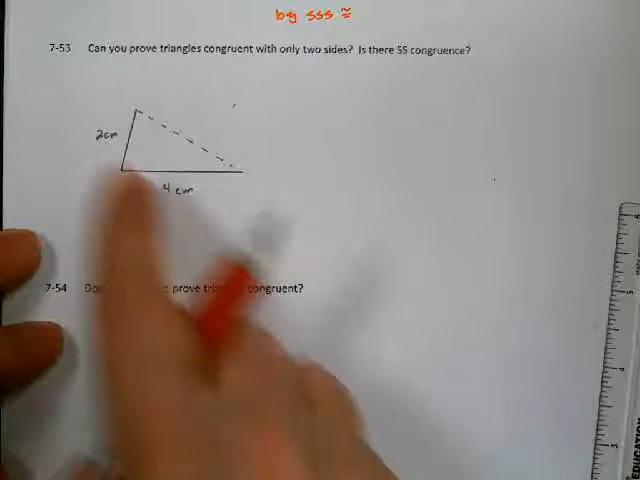 by SSS ≅
7-53 Can you prove triangles congruent with only two sides? Is there SS congruence?
2cm
4 cm
7-54 prove congruent?